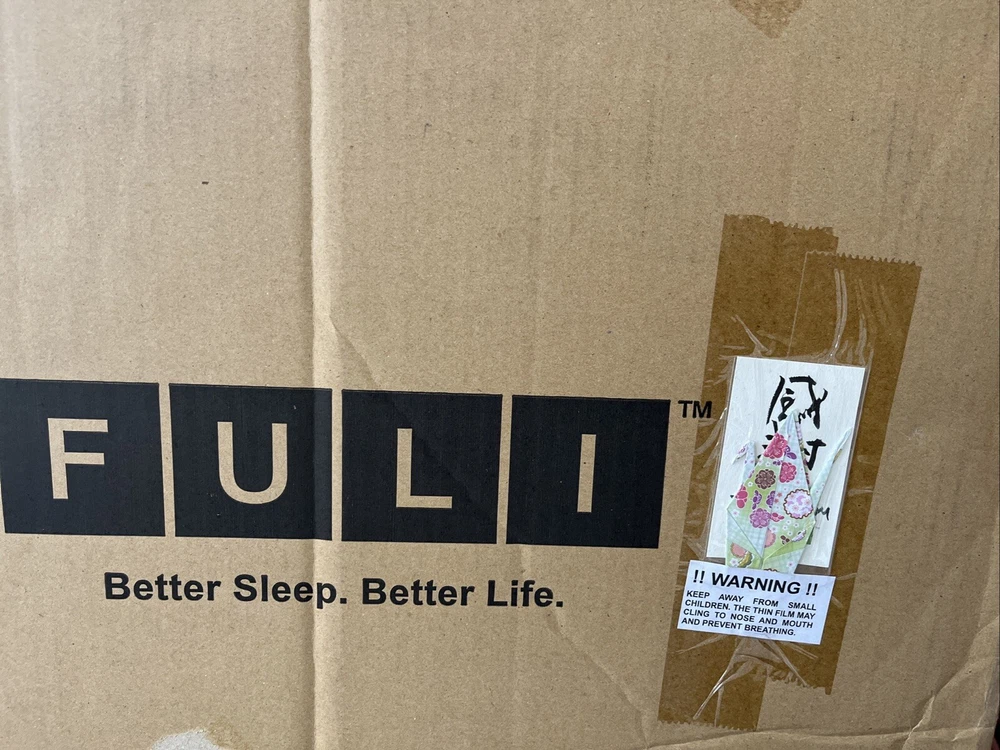 FULI™
Better Sleep. Better Life.
感
!! WARNING !!
KEEP AWAY FROM SMALL
CHILDREN. THE THIN FILM MAY
CLING TO NOSE AND MOUTH
AND PREVENT BREATHING.